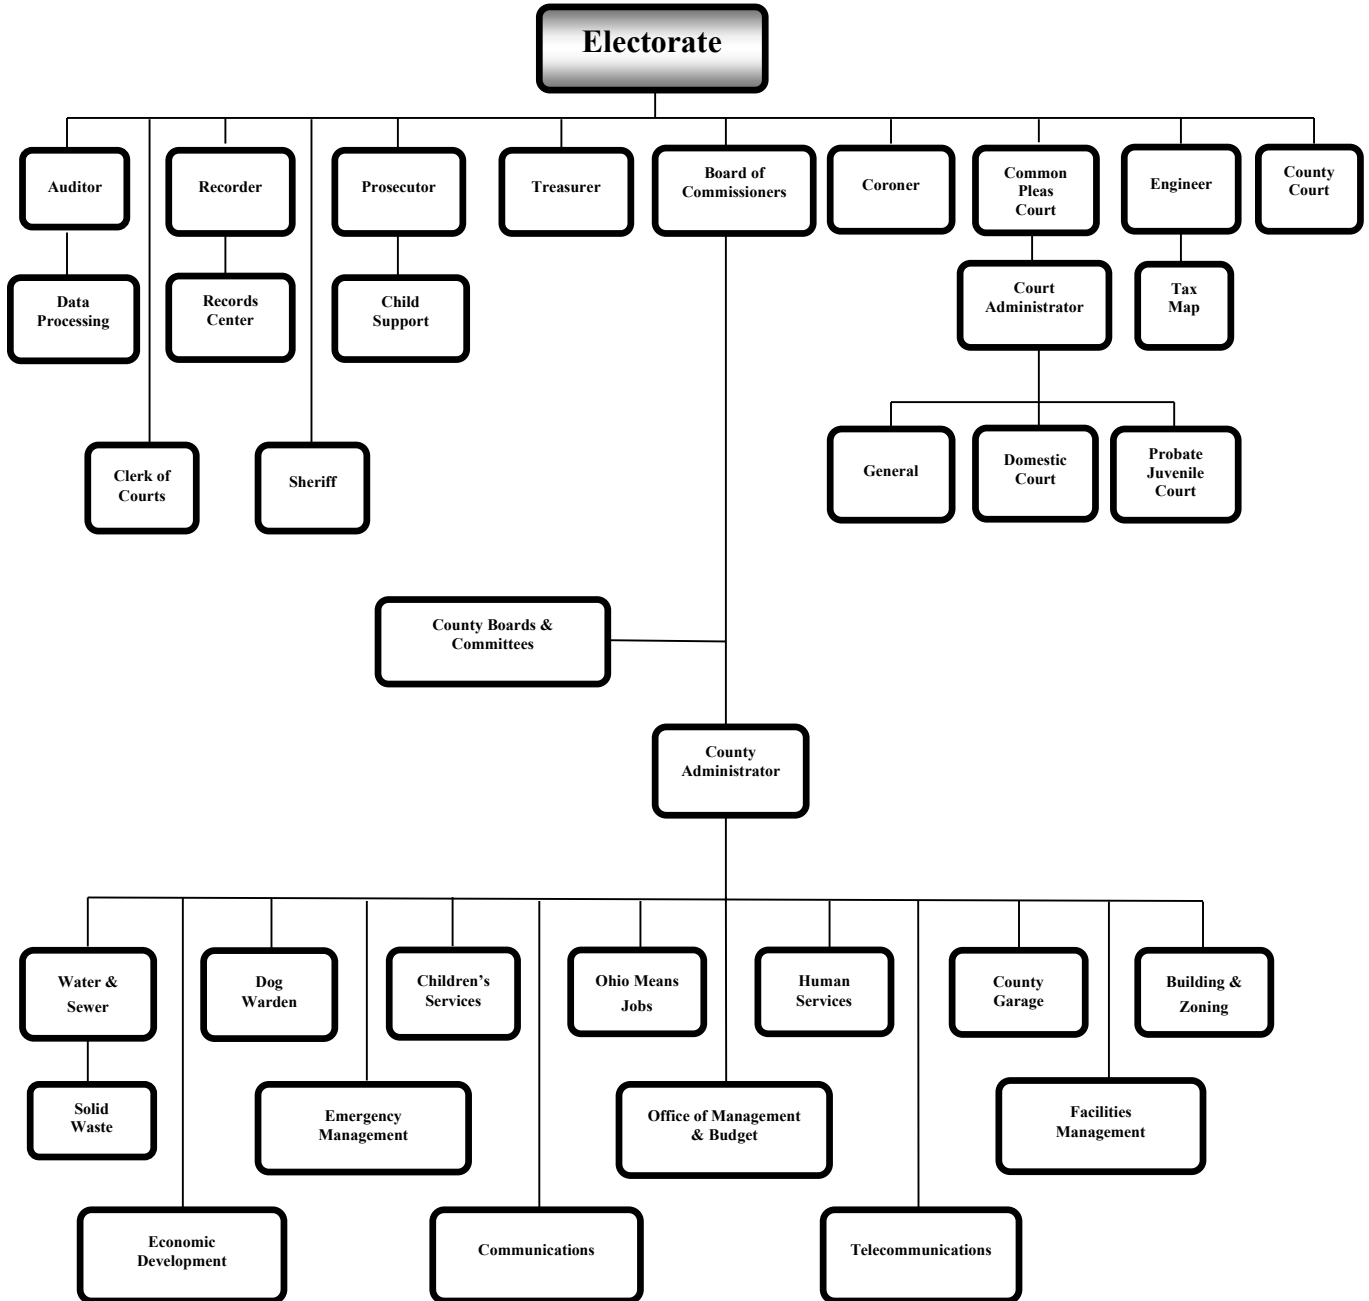 Electorate
Auditor
Recorder
Prosecutor
Treasurer
Board of
Commissioners
Coroner
Common
Pleas
Court
Engineer
County
Court
Data
Processing
Records
Center
Child
Support
Court
Administrator
Tax
Map
Clerk of
Courts
Sheriff
General
Domestic
Court
Probate
Juvenile
Court
County Boards &
Committees
County
Administrator
Water &
Sewer
Dog
Warden
Children’s
Services
Ohio Means
Jobs
Human
Services
County
Garage
Building &
Zoning
Solid
Waste
Emergency
Management
Office of Management
& Budget
Facilities
Management
Economic
Development
Communications
Telecommunications